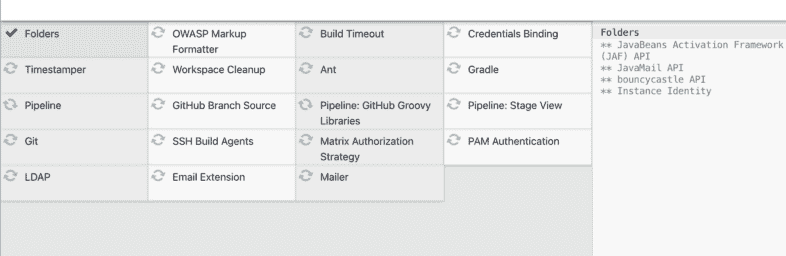 Folders
OWASP Markup
Formatter
Build Timeout
Credentials Binding
Timestamper
Workspace Cleanup
Ant
Gradle
Pipeline
GitHub Branch Source
Pipeline: GitHub Groovy
Libraries
Pipeline: Stage View
Git
SSH Build Agents
Matrix Authorization
Strategy
PAM Authentication
LDAP
Email Extension
Mailer
Folders
** JavaBeans Activation Framework
(JAF) API
** JavaMail API
** bouncycastle API
** Instance Identity